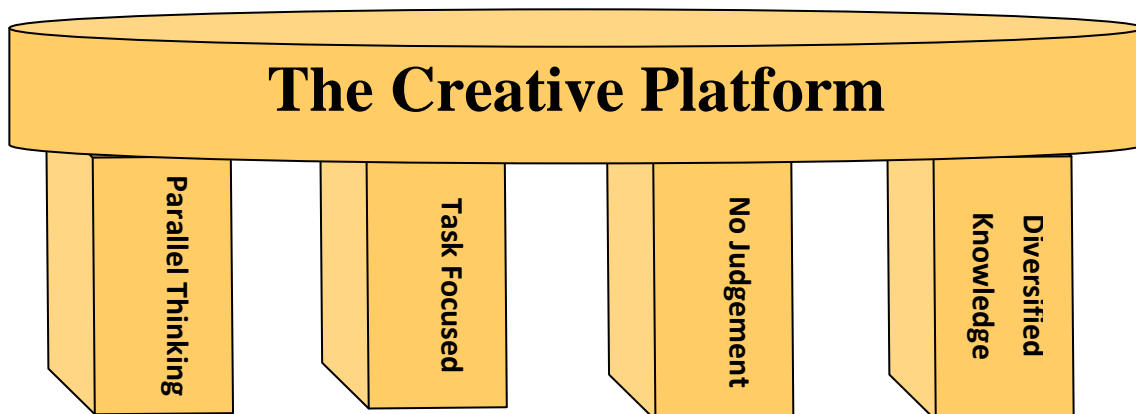 The Creative Platform
Parallel Thinking
Task Focused
No Judgement
Diversified
Knowledge